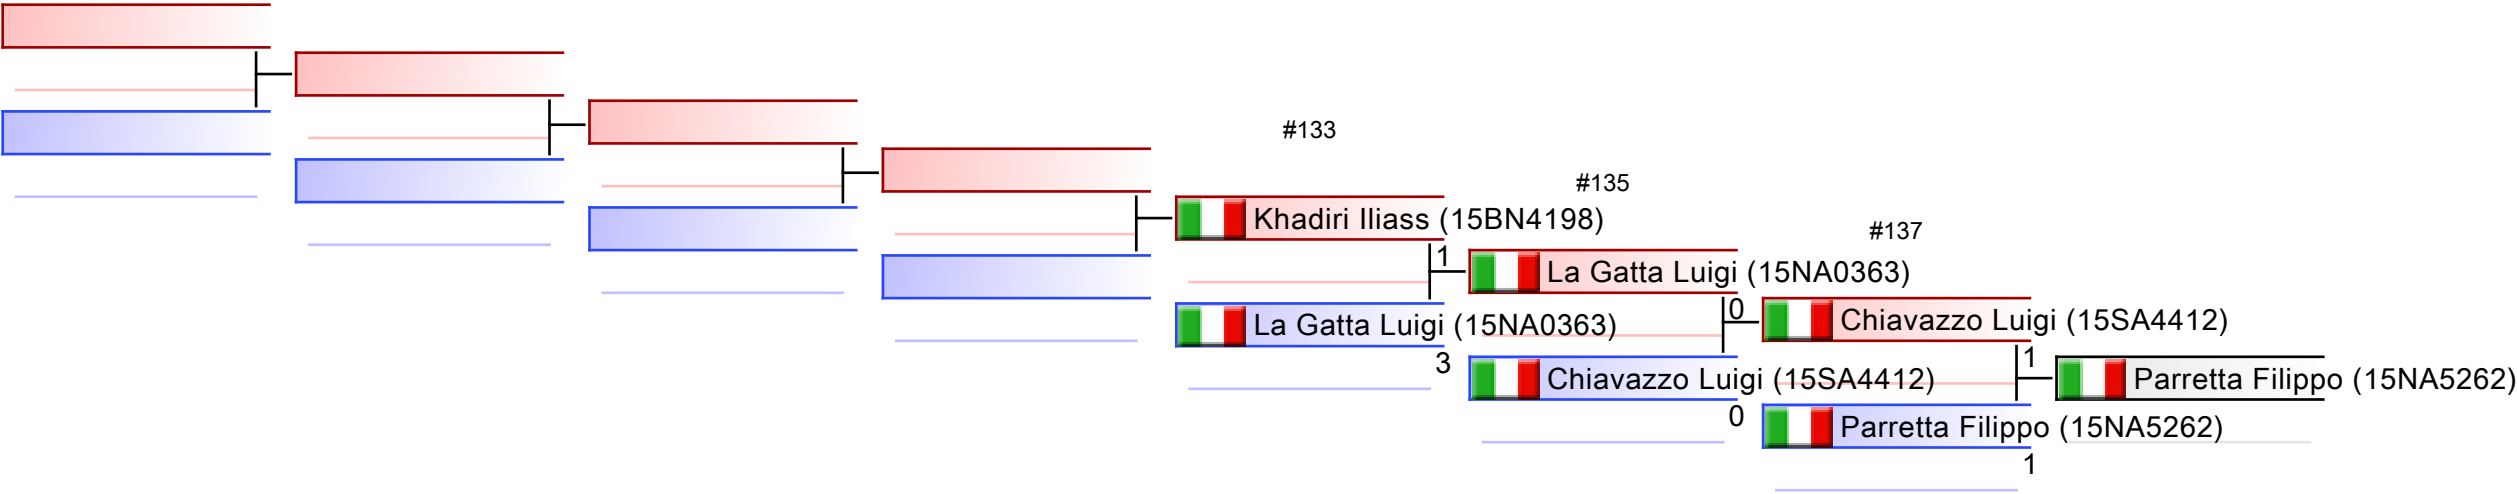 #133
#135
Khadiri Iliass (15BN4198)
#137
1
La Gatta Luigi (15NA0363)
0
Chiavazzo Luigi (15SA4412)
La Gatta Luigi (15NA0363)
3
1
Chiavazzo Luigi (15SA4412)
Parretta Filippo (15NA5262)
0
Parretta Filippo (15NA5262)
1